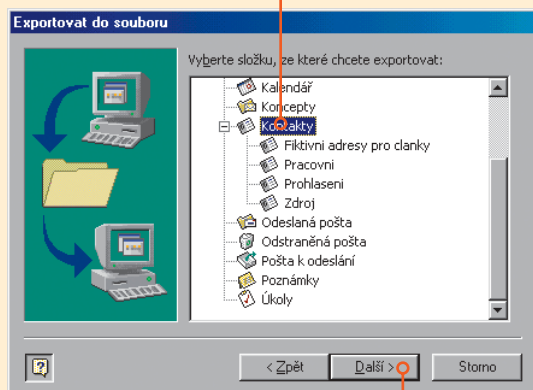 Exportovat do souboru
Vyberte složku, ze které chcete exportovat:
Kalendář
Koncepty
Kontakty
Fiktivni adresy pro clanky
Pracovni
Prohlaseni
Zdroj
Odeslaná pošta
Odstraněná pošta
Pošta k odeslání
Poznámky
Úkoly
?
< Zpět
Další >
Storno